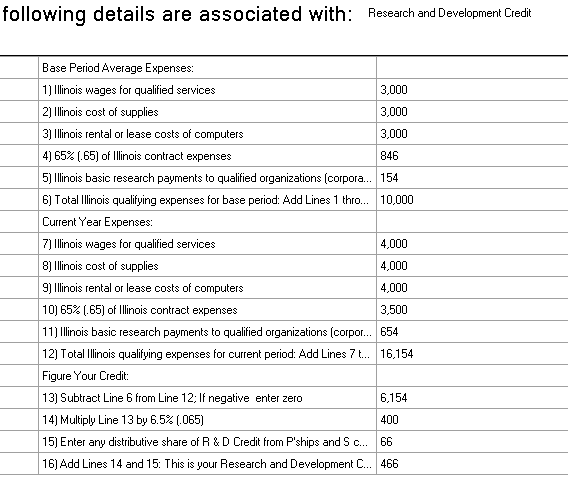 following details are associated with: Research and Development Credit
Base Period Average Expenses:
1) Illinois wages for qualified services 3,000
2) Illinois cost of supplies 3,000
3) Illinois rental or lease costs of computers 3,000
4) 65% (.65) of Illinois contract expenses 846
5) Illinois basic research payments to qualified organizations (corpora... 154
6) Total Illinois qualifying expenses for base period: Add Lines 1 thro... 10,000
Current Year Expenses:
7) Illinois wages for qualified services 4,000
8) Illinois cost of supplies 4,000
9) Illinois rental or lease costs of computers 4,000
10) 65% (.65) of Illinois contract expenses 3,500
11) Illinois basic research payments to qualified organizations (corpor... 654
12) Total Illinois qualifying expenses for current period: Add Lines 7 t... 16,154
Figure Your Credit:
13) Subtract Line 6 from Line 12; If negative enter zero 6,154
14) Multiply Line 13 by 6.5% (.065) 400
15) Enter any distributive share of R & D Credit from P'ships and S c... 66
16) Add Lines 14 and 15: This is your Research and Development C... 466